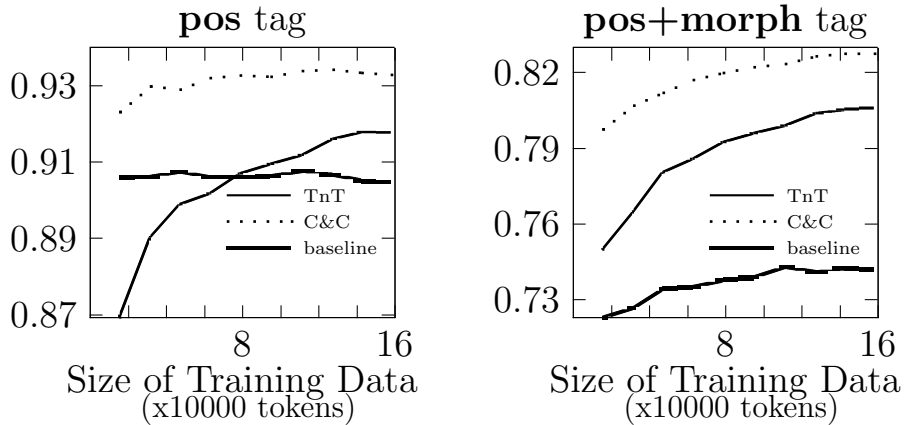 pos tag
0.93
0.91
0.89
0.87
TnT
C&C
baseline
8 16
Size of Training Data
(x10000 tokens)
pos+morph tag
0.82
0.79
0.76
0.73
TnT
C&C
baseline
8 16
Size of Training Data
(x10000 tokens)